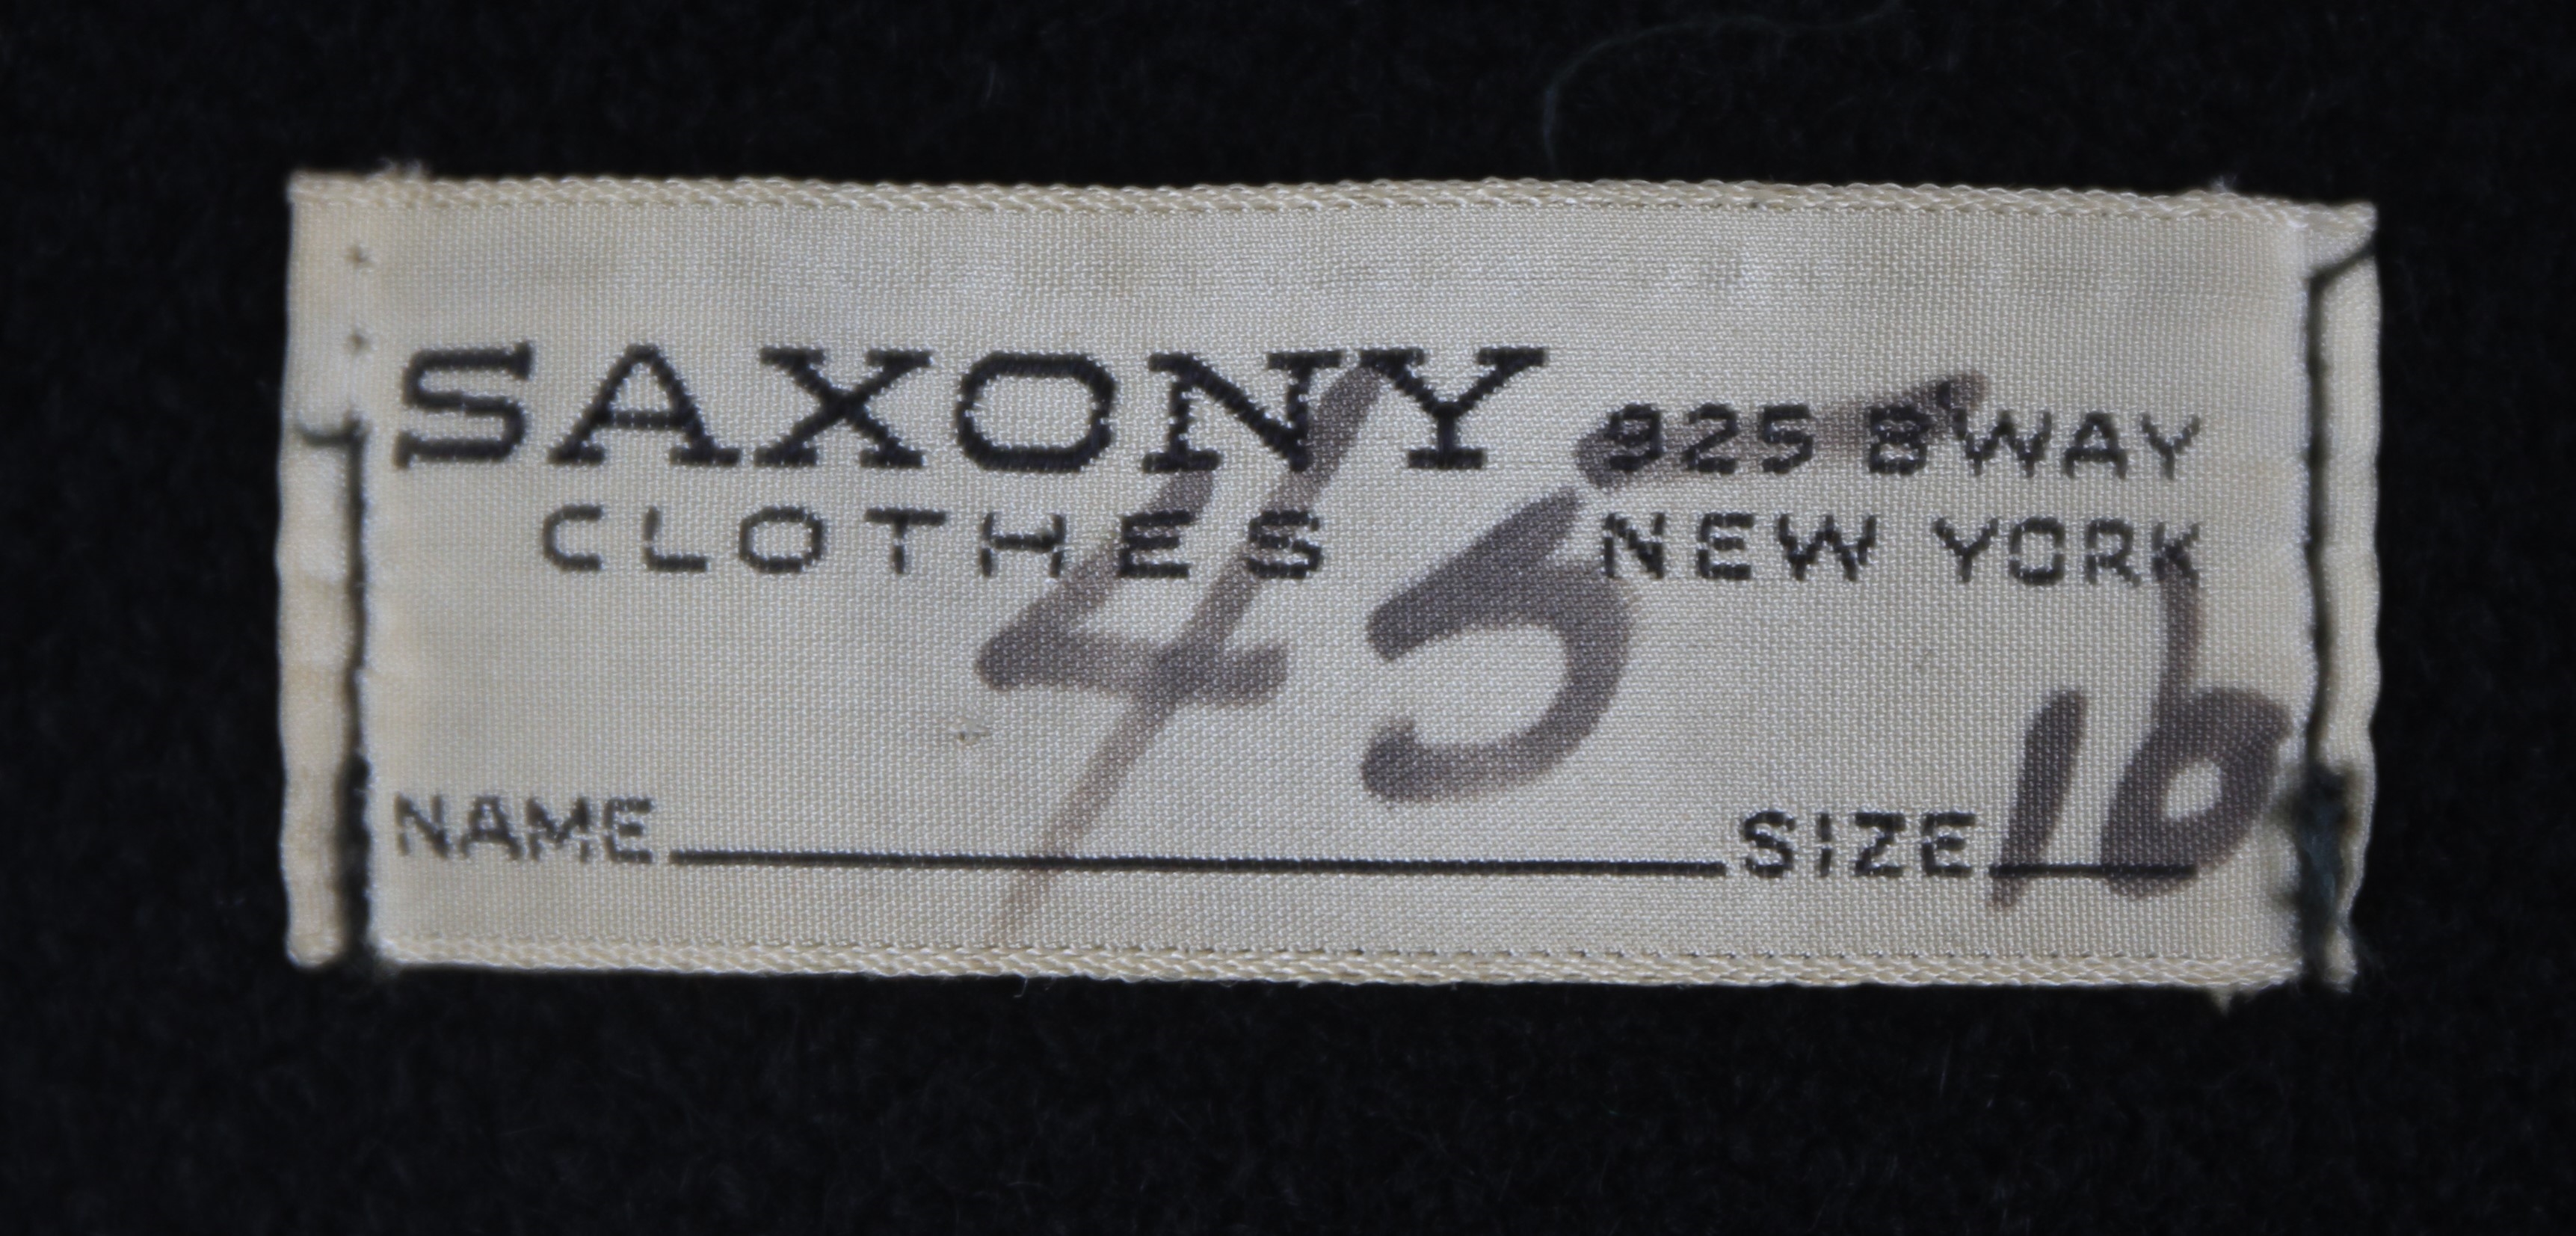 SAXONY 925 B'WAY
CLOTHES NEW YORK
45
NAME SIZE 16